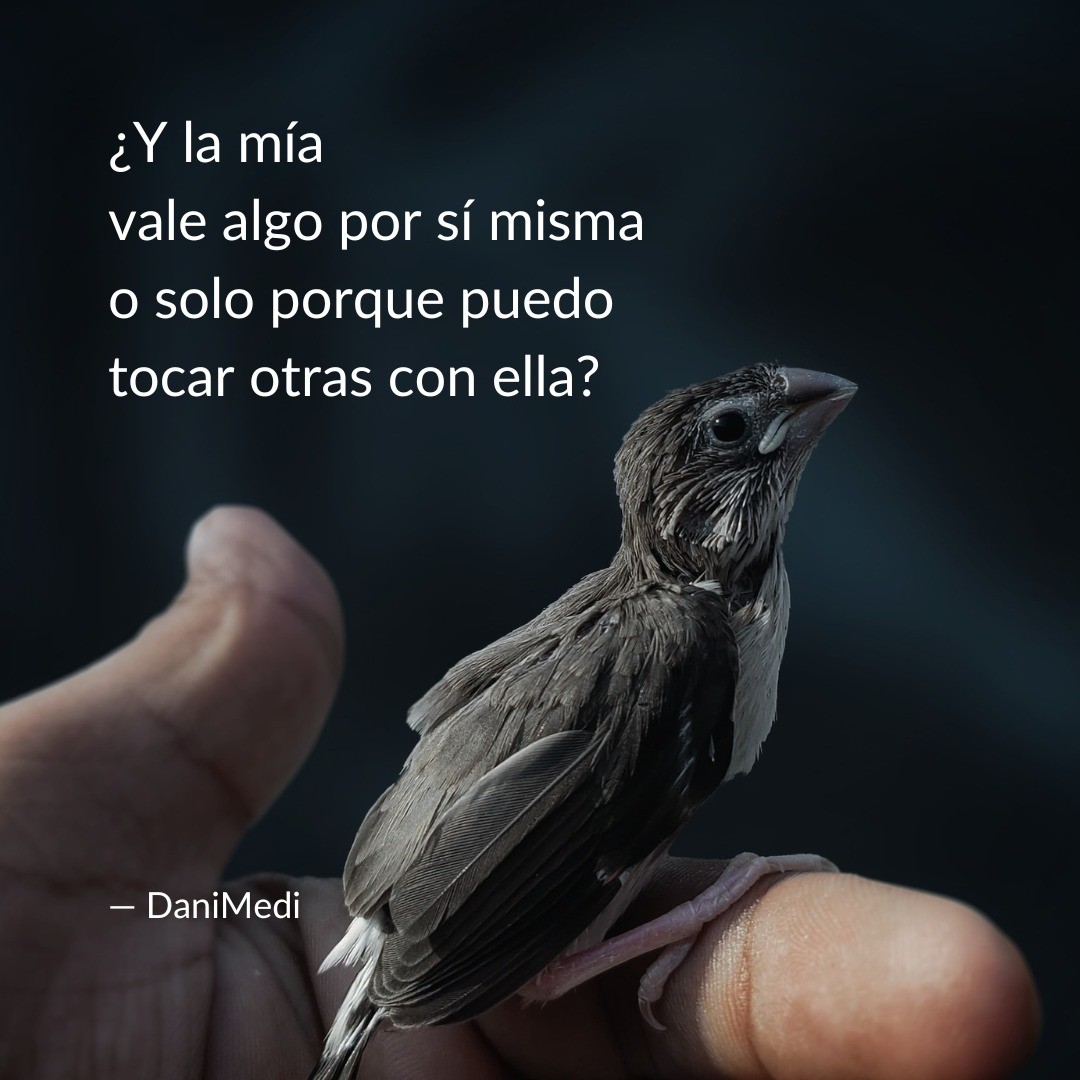 ¿Y la mía
vale algo por sí misma
o solo porque puedo
tocar otras con ella?
— DaniMedi